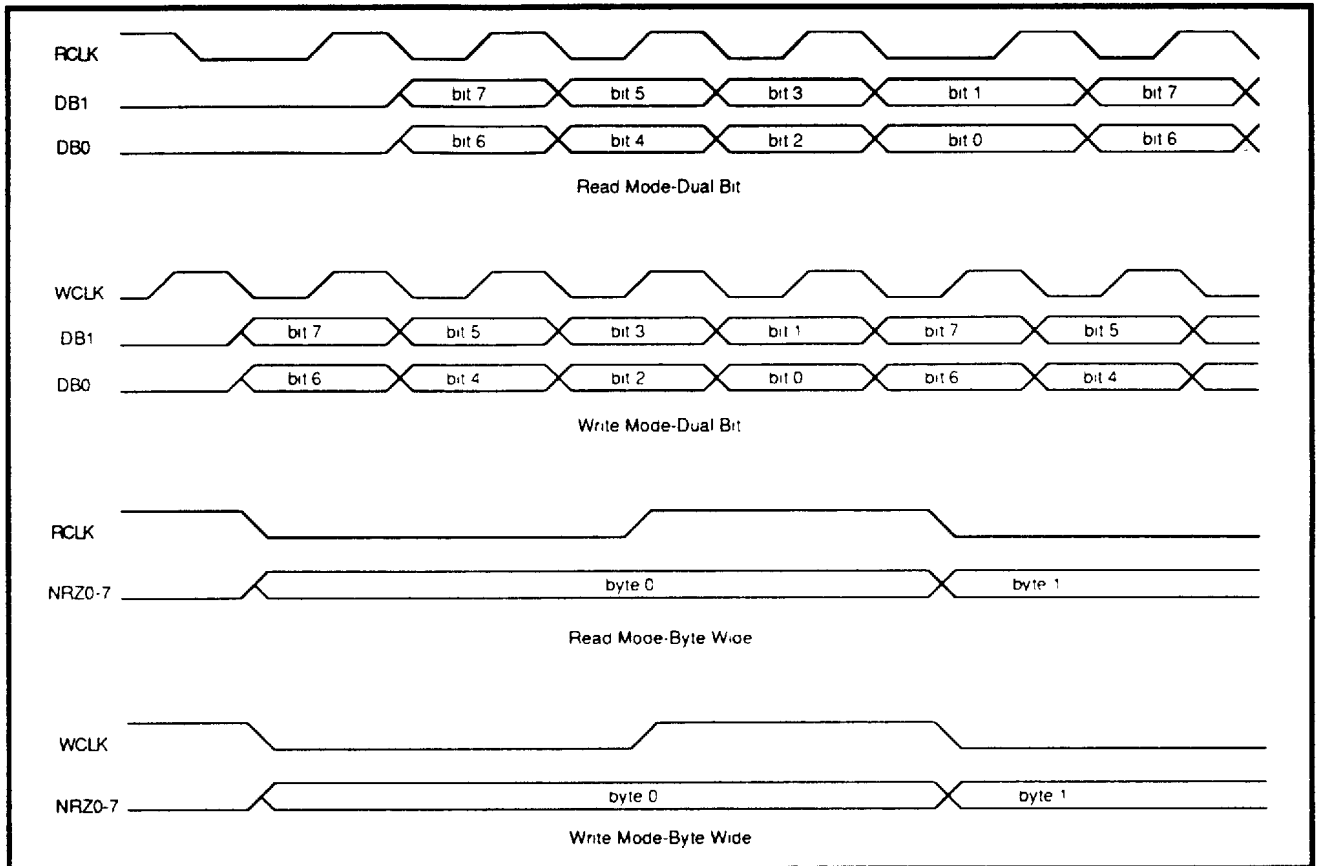 RCLK
DB1 bit 7 bit 5 bit 3 bit 1 bit 7
DB0 bit 6 bit 4 bit 2 bit 0 bit 6
Read Mode-Dual Bit
WCLK
DB1 bit 7 bit 5 bit 3 bit 1 bit 7 bit 5
DB0 bit 6 bit 4 bit 2 bit 0 bit 6 bit 4
Write Mode-Dual Bit
RCLK
NRZ0-7 byte 0 byte 1
Read Mode-Byte Wide
WCLK
NRZ0-7 byte 0 byte 1
Write Mode-Byte Wide